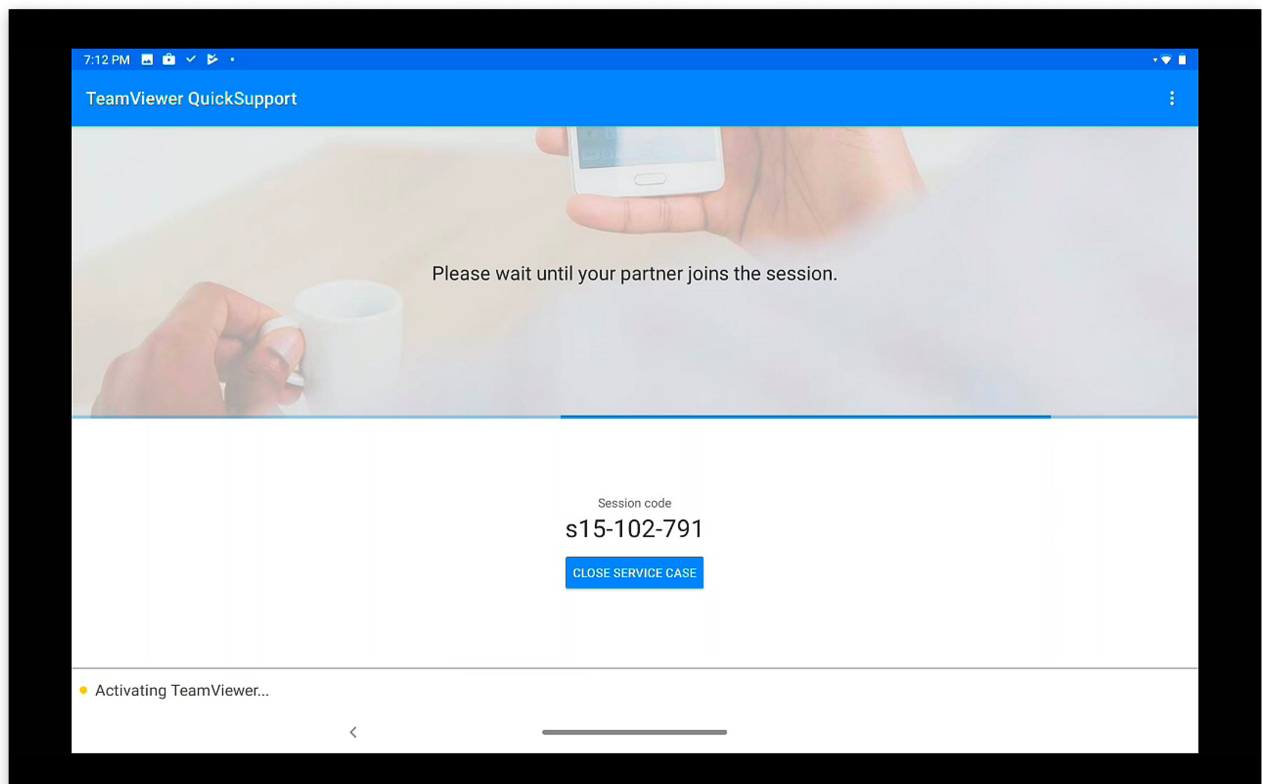 7:12 PM
TeamViewer QuickSupport
Please wait until your partner joins the session.
Session code
s15-102-791
CLOSE SERVICE CASE
Activating TeamViewer...